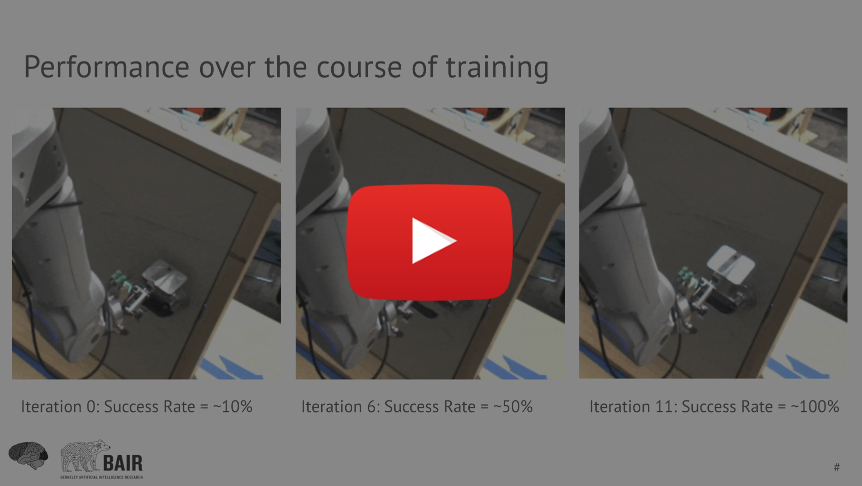 Performance over the course of training
Iteration 0: Success Rate = ~10%
Iteration 6: Success Rate = ~50%
Iteration 11: Success Rate = ~100%
BAIR
BERKELEY ARTIFICIAL INTELLIGENCE RESEARCH
#